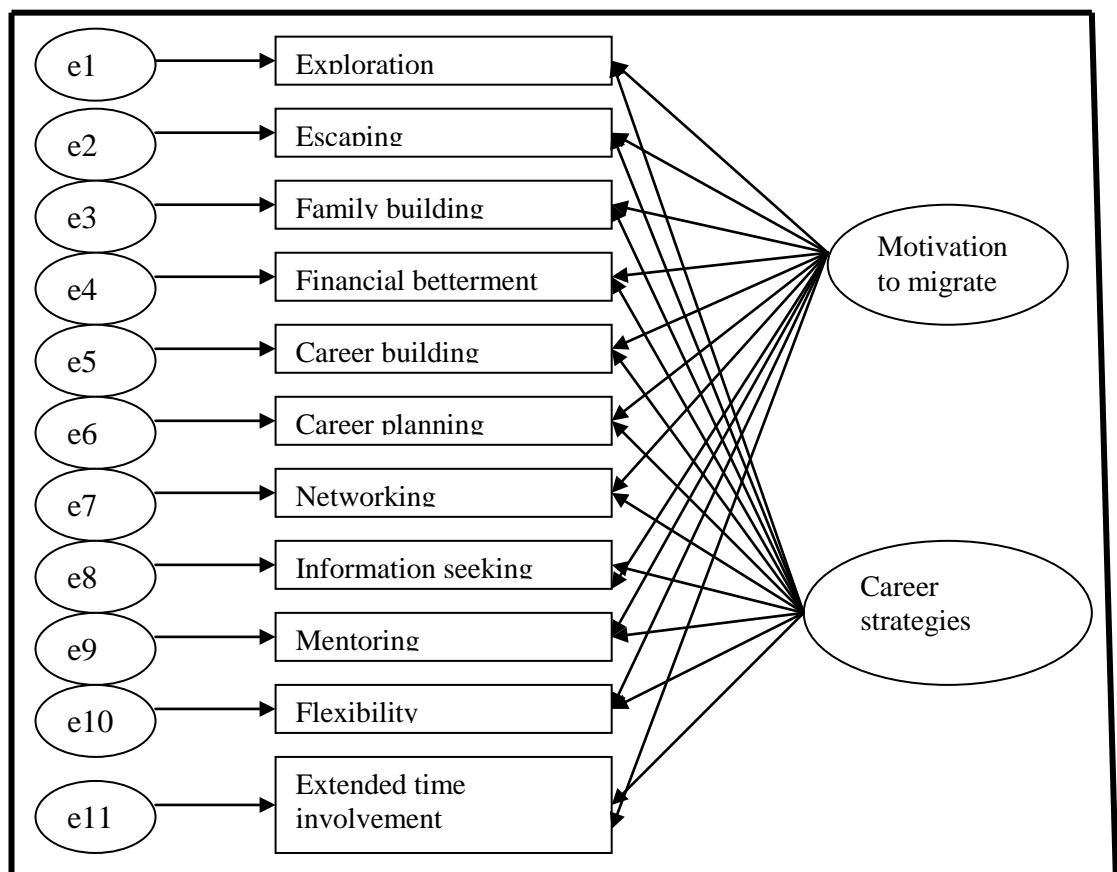 e1
Exploration
e2
Escaping
e3
Family building
Motivation
to migrate
e4
Financial betterment
e5
Career building
e6
Career planning
e7
Networking
e8
Information seeking
Career
strategies
e9
Mentoring
e10
Flexibility
e11
Extended time
involvement